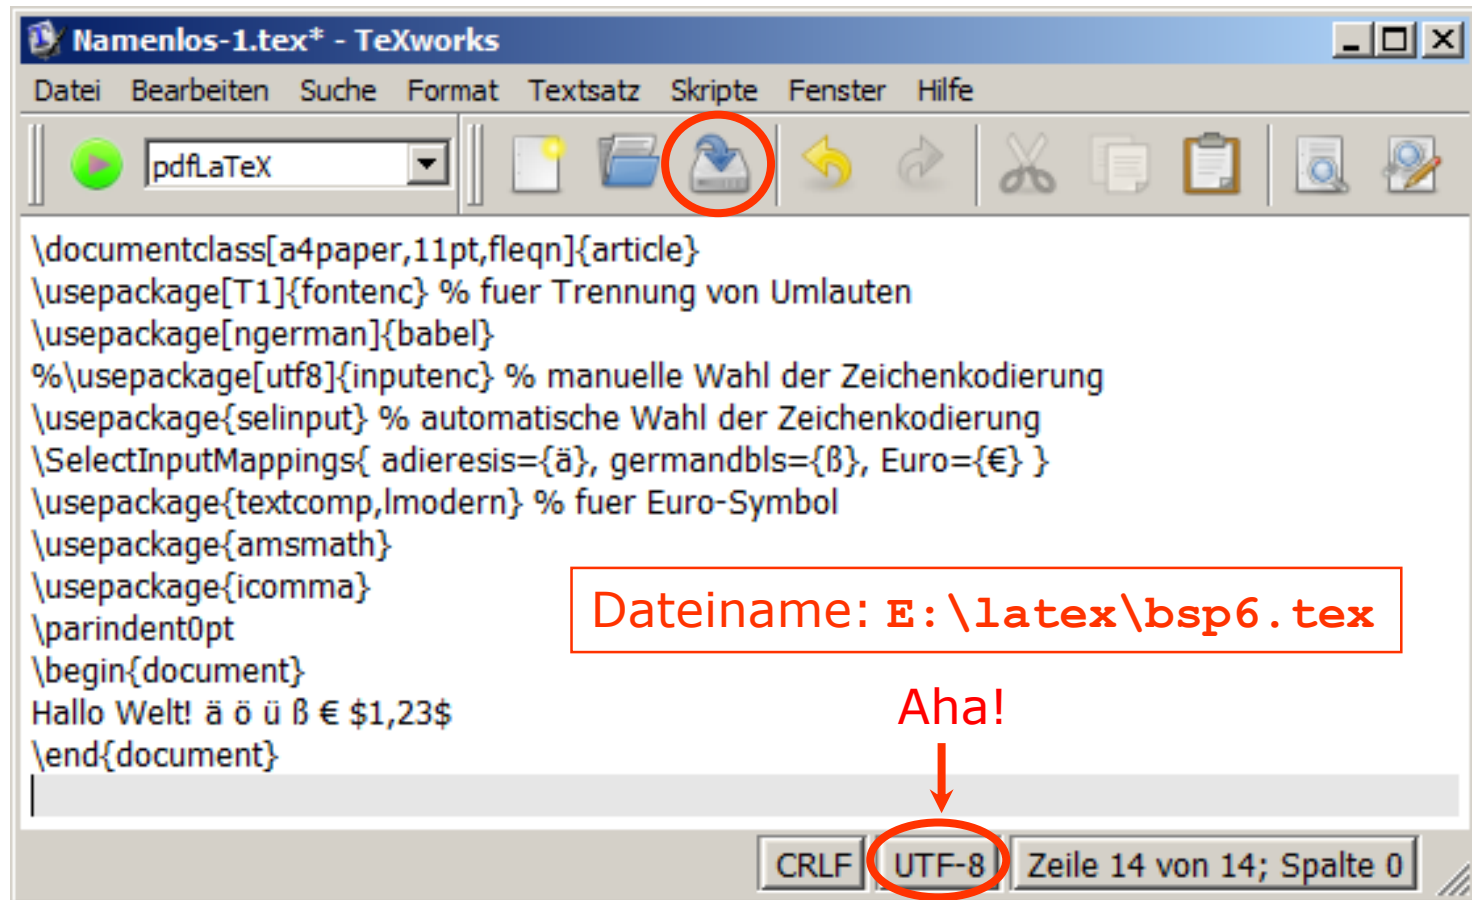 Namenlos-1.tex* - TeXworks
Datei Bearbeiten Suche Format Textsatz Skripte Fenster Hilfe
pdfLaTeX
\documentclass[a4paper,11pt,fleqn]{article}
\usepackage[T1]{fontenc} % fuer Trennung von Umlauten
\usepackage[ngerman]{babel}
%\usepackage[utf8]{inputenc} % manuelle Wahl der Zeichenkodierung
\usepackage{selinput} % automatische Wahl der Zeichenkodierung
\SelectInputMappings{ adieresis={ä}, germandbls={ß}, Euro={€} }
\usepackage{textcomp,lmodern} % fuer Euro-Symbol
\usepackage{amsmath}
\usepackage{icomma}
\parindent0pt
\begin{document}
Hallo Welt! ä ö ü ß € $1,23$
\end{document}
Dateiname: E:\latex\bsp6.tex
Aha!
CRLF UTF-8 Zeile 14 von 14; Spalte 0